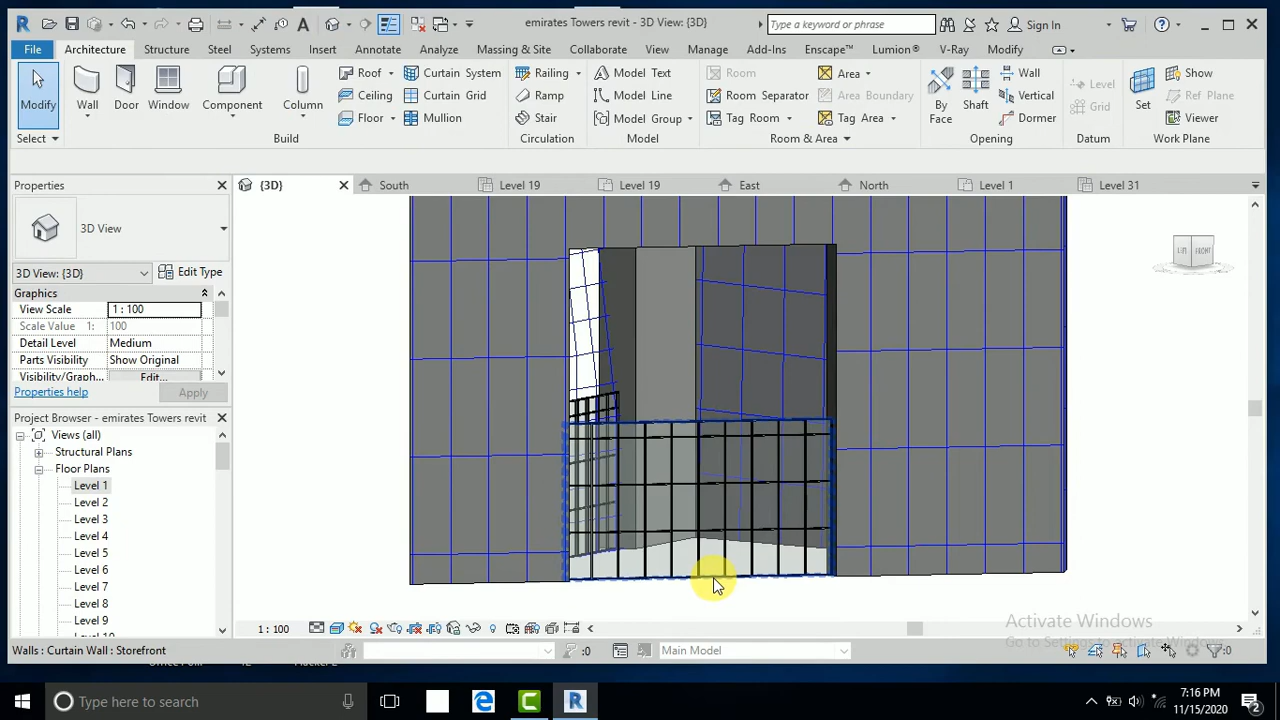 emirates Towers revit - 3D View: {3D}
Type a keyword or phrase
Sign In
File Architecture Structure Steel Systems Insert Annotate Analyze Massing & Site Collaborate View Manage Add-Ins Enscape™ Lumion® V-Ray Modify
Modify
Wall
Door
Window
Component
Column
Roof
Ceiling
Floor
Curtain System
Curtain Grid
Mullion
Railing
Ramp
Stair
Model Text
Model Line
Model Group
Room
Room Separator
Tag Room
Area
Area Boundary
Tag Area
By Face
Shaft
Wall
Vertical
Dormer
Level
Grid
Set
Show
Ref Plane
Viewer
Select
Build
Circulation
Model
Room & Area
Opening
Datum
Work Plane
Properties
{3D} South Level 19 Level 19 East North Level 1 Level 31
3D View
3D View: {3D}
Edit Type
Graphics
View Scale 1 : 100
Scale Value 1: 100
Detail Level Medium
Parts Visibility Show Original
Visibility/Graph... Edit...
Properties help
Apply
Project Browser - emirates Towers revit
Views (all)
Structural Plans
Floor Plans
Level 1
Level 2
Level 3
Level 4
Level 5
Level 6
Level 7
Level 8
Level 9
FRONT
1 : 100
Activate Windows
Walls : Curtain Wall : Storefront
:0
Main Model
:0
Type here to search
7:16 PM
11/15/2020
2